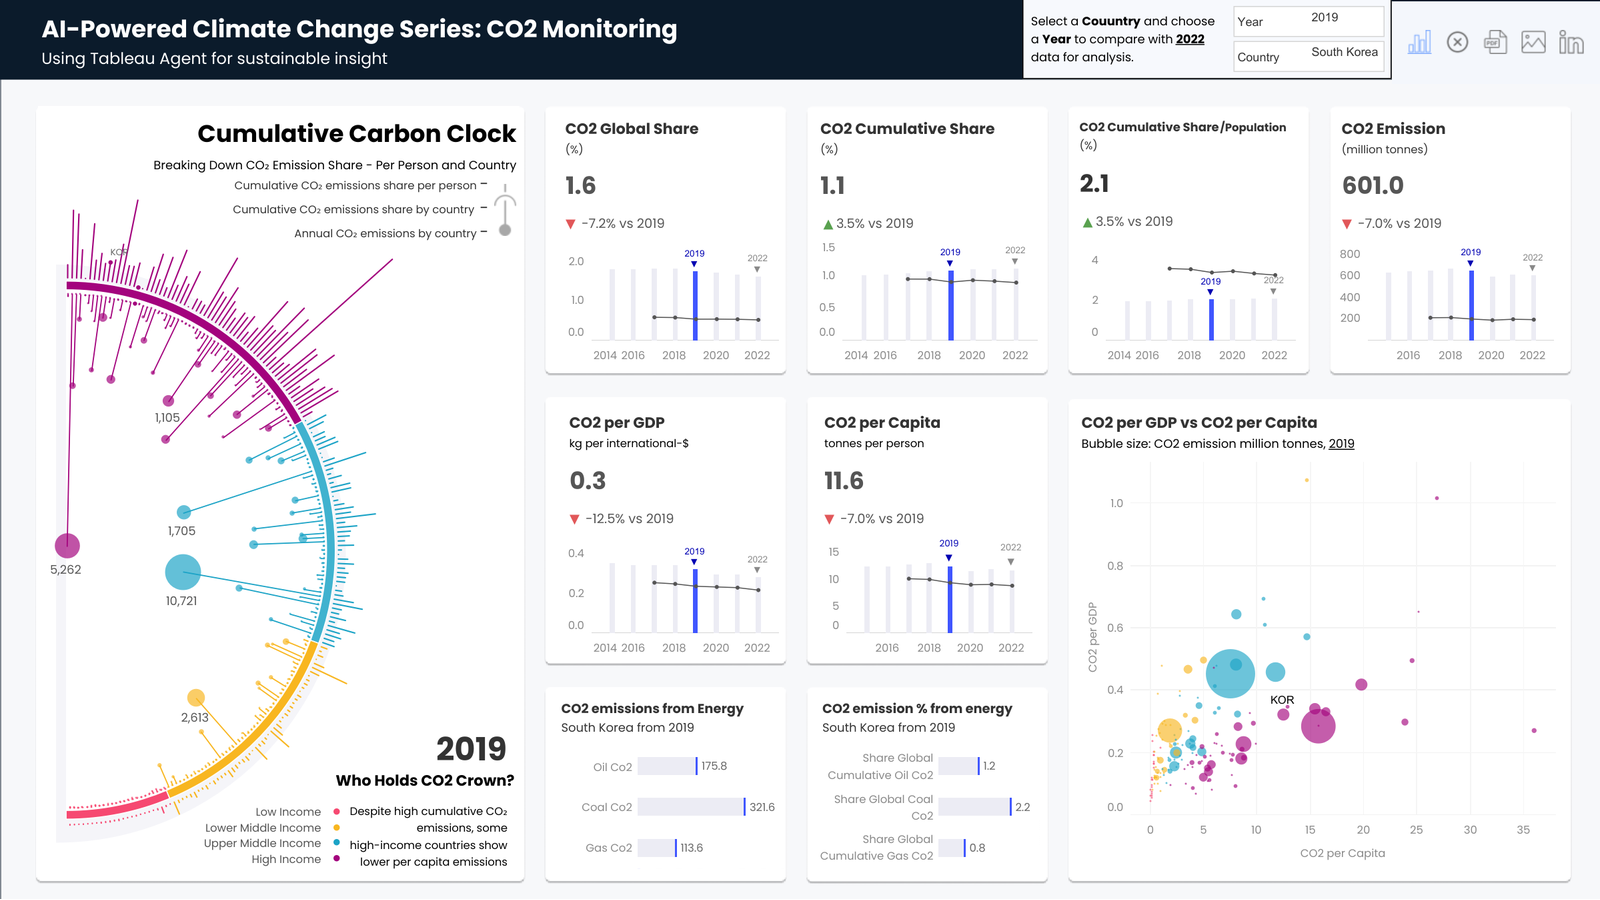 AI-Powered Climate Change Series: CO2 Monitoring
Using Tableau Agent for sustainable insight
Select a Couuntry and choose
a Year to compare with 2022
data for analysis.
Year 2019
Country South Korea
PDF
in
Cumulative Carbon Clock
Breaking Down CO₂ Emission Share - Per Person and Country
Cumulative CO₂ emissions share per person
Cumulative CO₂ emissions share by country
Annual CO₂ emissions by country
KOR
1,105
1,705
5,262
10,721
2,613
2019
Who Holds CO2 Crown?
Low Income
Lower Middle Income
Upper Middle Income
High Income
Despite high cumulative CO₂
emissions, some
high-income countries show
lower per capita emissions
CO2 Global Share
(%)
1.6
▼ -7.2% vs 2019
2019
2022
2.0
1.0
0.0
2014 2016 2018 2020 2022
CO2 Cumulative Share
(%)
1.1
▲ 3.5% vs 2019
1.5
2019
2022
1.0
0.5
0.0
2014 2016 2018 2020 2022
CO2 Cumulative Share/Population
(%)
2.1
▲ 3.5% vs 2019
4
2019
2022
2
0
2014 2016 2018 2020 2022
CO2 Emission
(million tonnes)
601.0
▼ -7.0% vs 2019
2019
2022
800
600
400
200
2016 2018 2020 2022
CO2 per GDP
kg per international-$
0.3
▼ -12.5% vs 2019
2019
2022
0.4
0.2
0.0
2014 2016 2018 2020 2022
CO2 per Capita
tonnes per person
11.6
▼ -7.0% vs 2019
2019
2022
15
10
5
0
2016 2018 2020 2022
CO2 emissions from Energy
South Korea from 2019
Oil Co2 175.8
Coal Co2 321.6
Gas Co2 113.6
CO2 emission % from energy
South Korea from 2019
Share Global
Cumulative Oil Co2 1.2
Share Global Coal
Co2 2.2
Share Global
Cumulative Gas Co2 0.8
CO2 per GDP vs CO2 per Capita
Bubble size: CO2 emission million tonnes, 2019
CO2 per GDP
1.0
0.8
0.6
0.4
0.2
0.0
KOR
0 5 10 15 20 25 30 35
CO2 per Capita